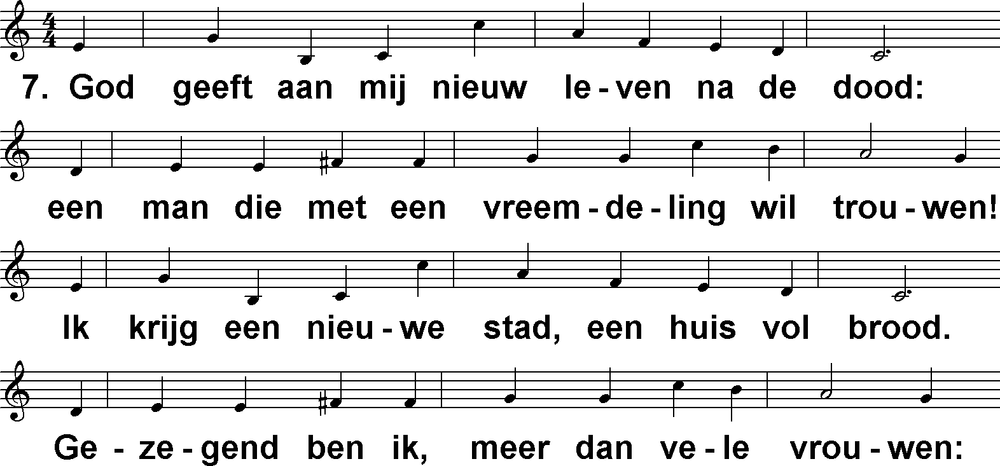 4
4
7. God geeft aan mij nieuw le - ven na de dood:
een man die met een vreem - de - ling wil trou - wen!
Ik krijg een nieu - we stad, een huis vol brood.
Ge - ze - gend ben ik, meer dan ve - le vrou - wen: